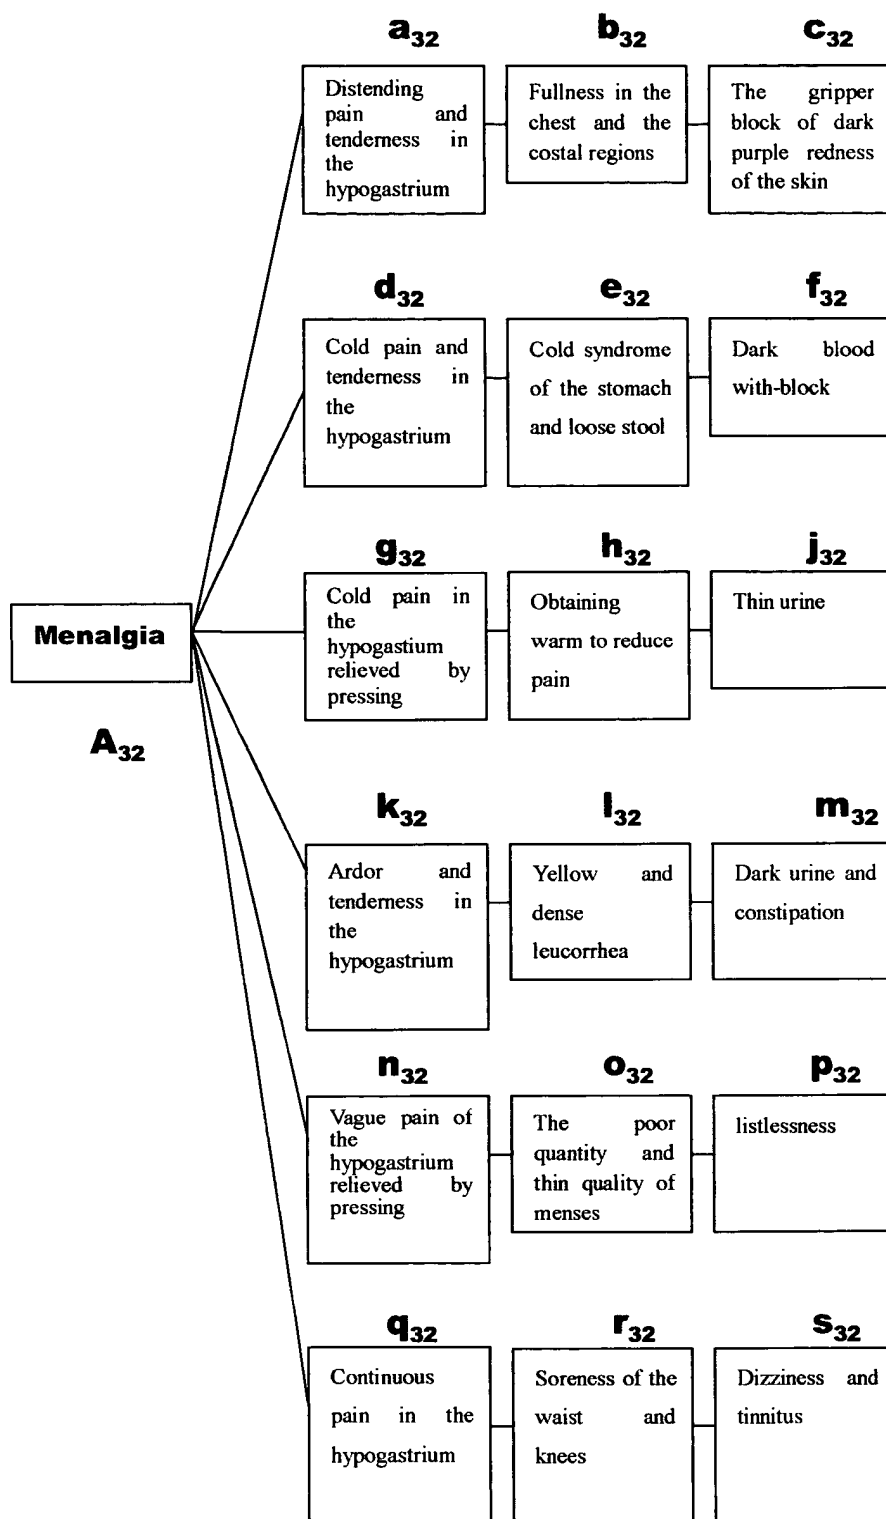 a32
b32
c32
Distending
pain and
tenderness in
the
hypogastrium
Fullness in the
chest and the
costal regions
The gripper
block of dark
purple redness
of the skin
d32
e32
f32
Cold pain and
tenderness in
the
hypogastrium
Cold syndrome
of the stomach
and loose stool
Dark blood
with-block
g32
h32
j32
Cold pain in
the
hypogastium
relieved by
pressing
Obtaining
warm to reduce
pain
Thin urine
Menalgia
A32
k32
l32
m32
Ardor and
tenderness in
the
hypogastrium
Yellow and
dense
leucorrhea
Dark urine and
constipation
n32
o32
p32
Vague pain of
the
hypogastrium
relieved by
pressing
The poor
quantity and
thin quality of
menses
listlessness
q32
r32
s32
Continuous
pain in the
hypogastrium
Soreness of the
waist and
knees
Dizziness and
tinnitus